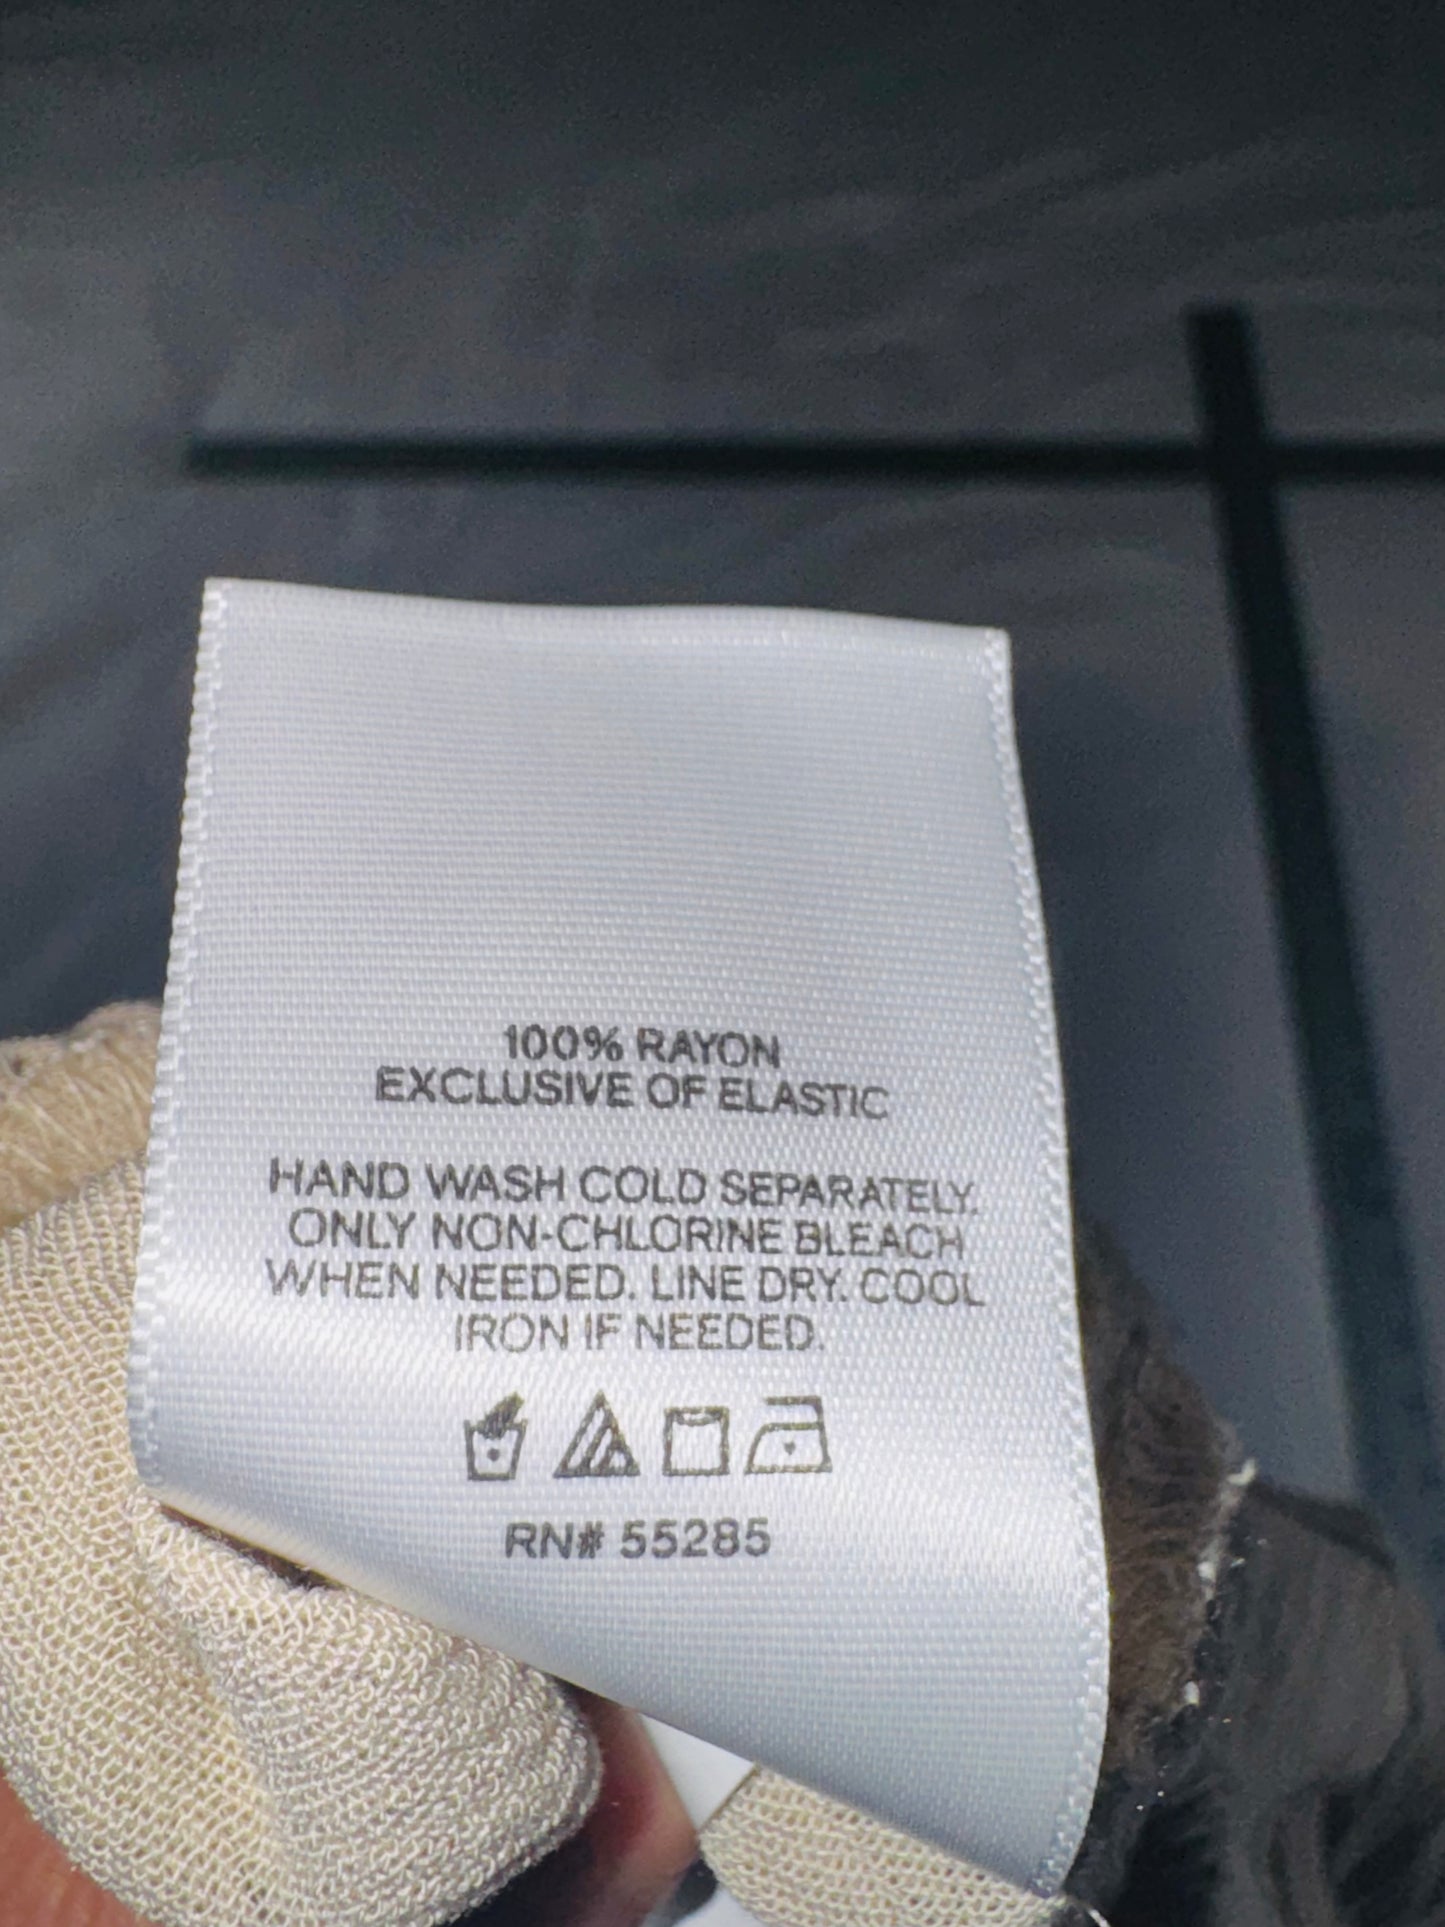 100% RAYON
EXCLUSIVE OF ELASTIC
HAND WASH COLD SEPARATELY.
ONLY NON-CHLORINE BLEACH
WHEN NEEDED. LINE DRY. COOL
IRON IF NEEDED.
RN# 55285